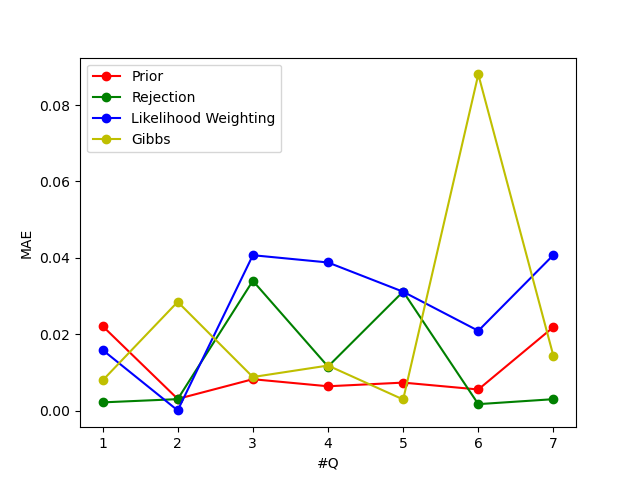 Prior
Rejection
Likelihood Weighting
Gibbs
0.08
0.06
0.04
0.02
0.00
MAE
1 2 3 4 5 6 7
#Q